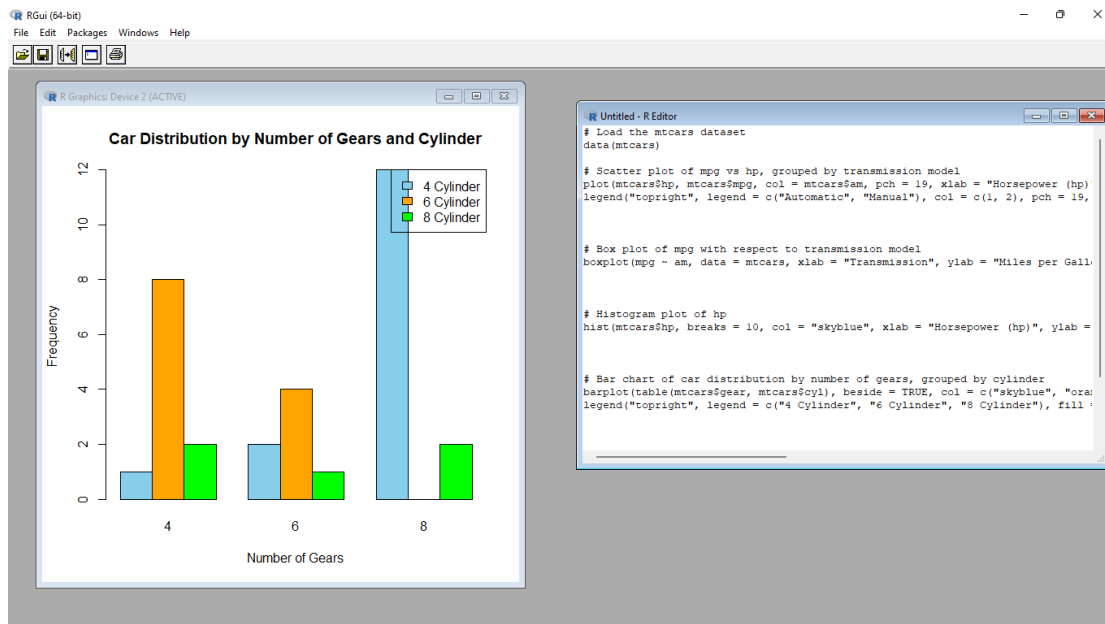 RGui (64-bit)
File Edit Packages Windows Help
R Graphics: Device 2 (ACTIVE)
Car Distribution by Number of Gears and Cylinder
12
10
8
6
4
2
0
Frequency
4 Cylinder
6 Cylinder
8 Cylinder
4 6 8
Number of Gears
Untitled - R Editor
# Load the mtcars dataset
data(mtcars)
# Scatter plot of mpg vs hp, grouped by transmission model
plot(mtcars$hp, mtcars$mpg, col = mtcars$am, pch = 19, xlab = "Horsepower (hp)
legend("topright", legend = c("Automatic", "Manual"), col = c(1, 2), pch = 19,
# Box plot of mpg with respect to transmission model
boxplot(mpg ~ am, data = mtcars, xlab = "Transmission", ylab = "Miles per Gall
# Histogram plot of hp
hist(mtcars$hp, breaks = 10, col = "skyblue", xlab = "Horsepower (hp)", ylab =
# Bar chart of car distribution by number of gears, grouped by cylinder
barplot(table(mtcars$gear, mtcars$cyl), beside = TRUE, col = c("skyblue", "ora
legend("topright", legend = c("4 Cylinder", "6 Cylinder", "8 Cylinder"), fill =